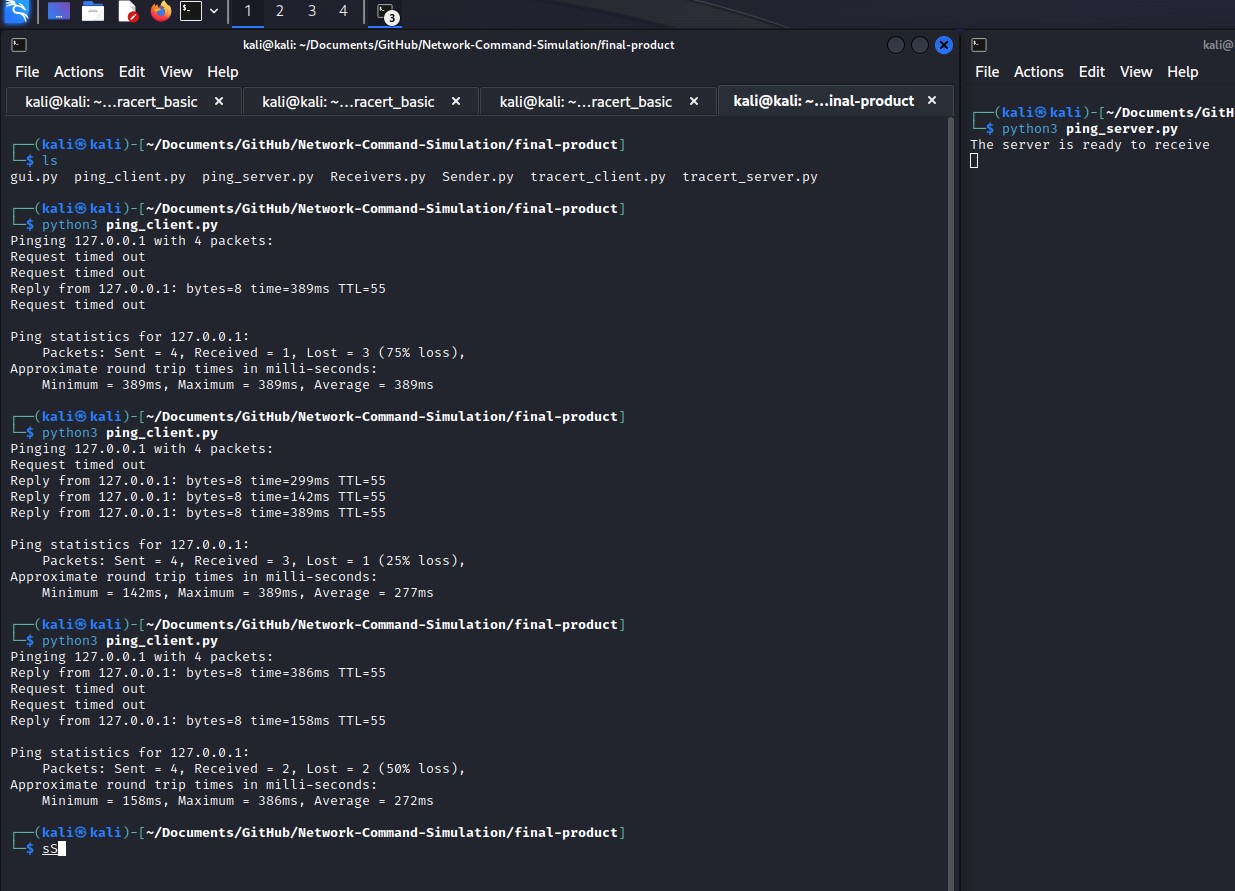 1 2 3 4 3
kali@kali: ~/Documents/GitHub/Network-Command-Simulation/final-product
File Actions Edit View Help
kali@kali: ~...racert_basic × kali@kali: ~...racert_basic × kali@kali: ~...racert_basic × kali@kali: ~...inal-product ×
┌──(kali㉿kali)-[~/Documents/GitHub/Network-Command-Simulation/final-product]
└─$ ls
gui.py ping_client.py ping_server.py Receivers.py Sender.py tracert_client.py tracert_server.py
┌──(kali㉿kali)-[~/Documents/GitHub/Network-Command-Simulation/final-product]
└─$ python3 ping_client.py
Pinging 127.0.0.1 with 4 packets:
Request timed out
Request timed out
Reply from 127.0.0.1: bytes=8 time=389ms TTL=55
Request timed out
Ping statistics for 127.0.0.1:
Packets: Sent = 4, Received = 1, Lost = 3 (75% loss),
Approximate round trip times in milli-seconds:
Minimum = 389ms, Maximum = 389ms, Average = 389ms
┌──(kali㉿kali)-[~/Documents/GitHub/Network-Command-Simulation/final-product]
└─$ python3 ping_client.py
Pinging 127.0.0.1 with 4 packets:
Request timed out
Reply from 127.0.0.1: bytes=8 time=299ms TTL=55
Reply from 127.0.0.1: bytes=8 time=142ms TTL=55
Reply from 127.0.0.1: bytes=8 time=389ms TTL=55
Ping statistics for 127.0.0.1:
Packets: Sent = 4, Received = 3, Lost = 1 (25% loss),
Approximate round trip times in milli-seconds:
Minimum = 142ms, Maximum = 389ms, Average = 277ms
┌──(kali㉿kali)-[~/Documents/GitHub/Network-Command-Simulation/final-product]
└─$ python3 ping_client.py
Pinging 127.0.0.1 with 4 packets:
Reply from 127.0.0.1: bytes=8 time=386ms TTL=55
Request timed out
Request timed out
Reply from 127.0.0.1: bytes=8 time=158ms TTL=55
Ping statistics for 127.0.0.1:
Packets: Sent = 4, Received = 2, Lost = 2 (50% loss),
Approximate round trip times in milli-seconds:
Minimum = 158ms, Maximum = 386ms, Average = 272ms
┌──(kali㉿kali)-[~/Documents/GitHub/Network-Command-Simulation/final-product]
└─$ sS
kali@
File Actions Edit View Help
┌──(kali㉿kali)-[~/Documents/GitH
└─$ python3 ping_server.py
The server is ready to receive